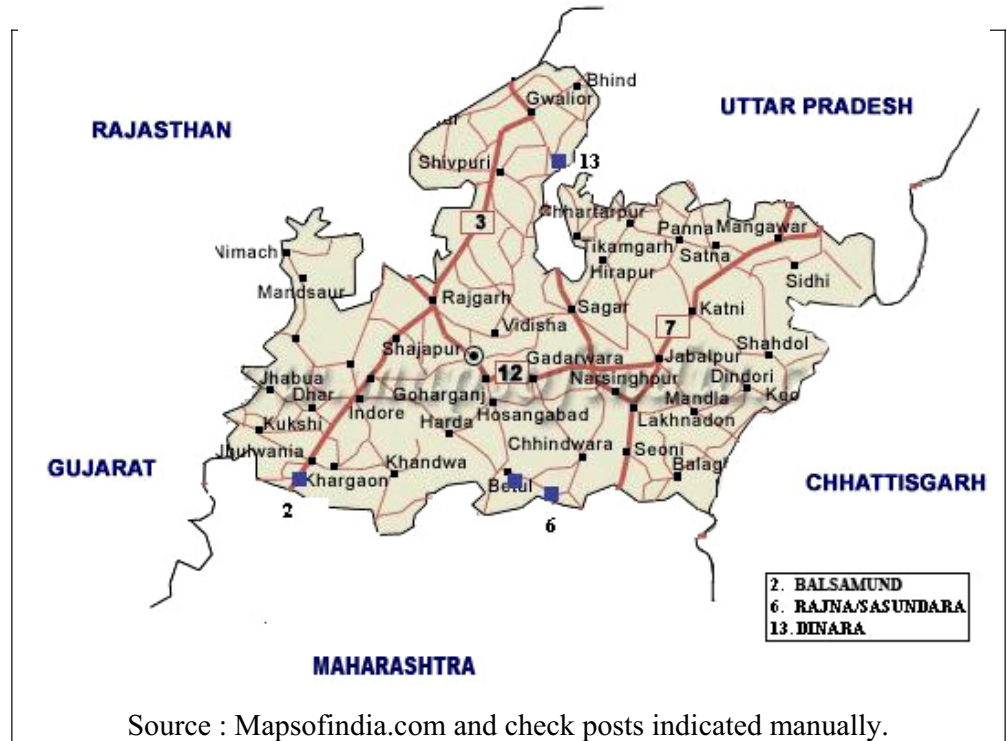 Bhind
Gwalior
UTTAR PRADESH
RAJASTHAN
Shivpuri
13
3
Chhartarpur
Panna
Mangawar
Nimach
Tikamgarh
Satna
Hirapur
Sidhi
Mandsaur
Rajgarh
Sagar
Katni
Vidisha
7
Shahdol
Shajapur
Gadarwara
Jabalpur
12
Jhabua
Goharganj
Narsinghpur
Dindori
Dhar
Mandla
Indore
Hosangabad
Lakhnadon
Kukshi
Harda
Chhindwara
Seoni
Jhulwania
Khandwa
Balagh
GUJARAT
Khargaon
Betul
CHHATTISGARH
2
6
2. BALSAMUND
6. RAJNA/SASUNDARA
13. DINARA
MAHARASHTRA
Source : Mapsofindia.com and check posts indicated manually.